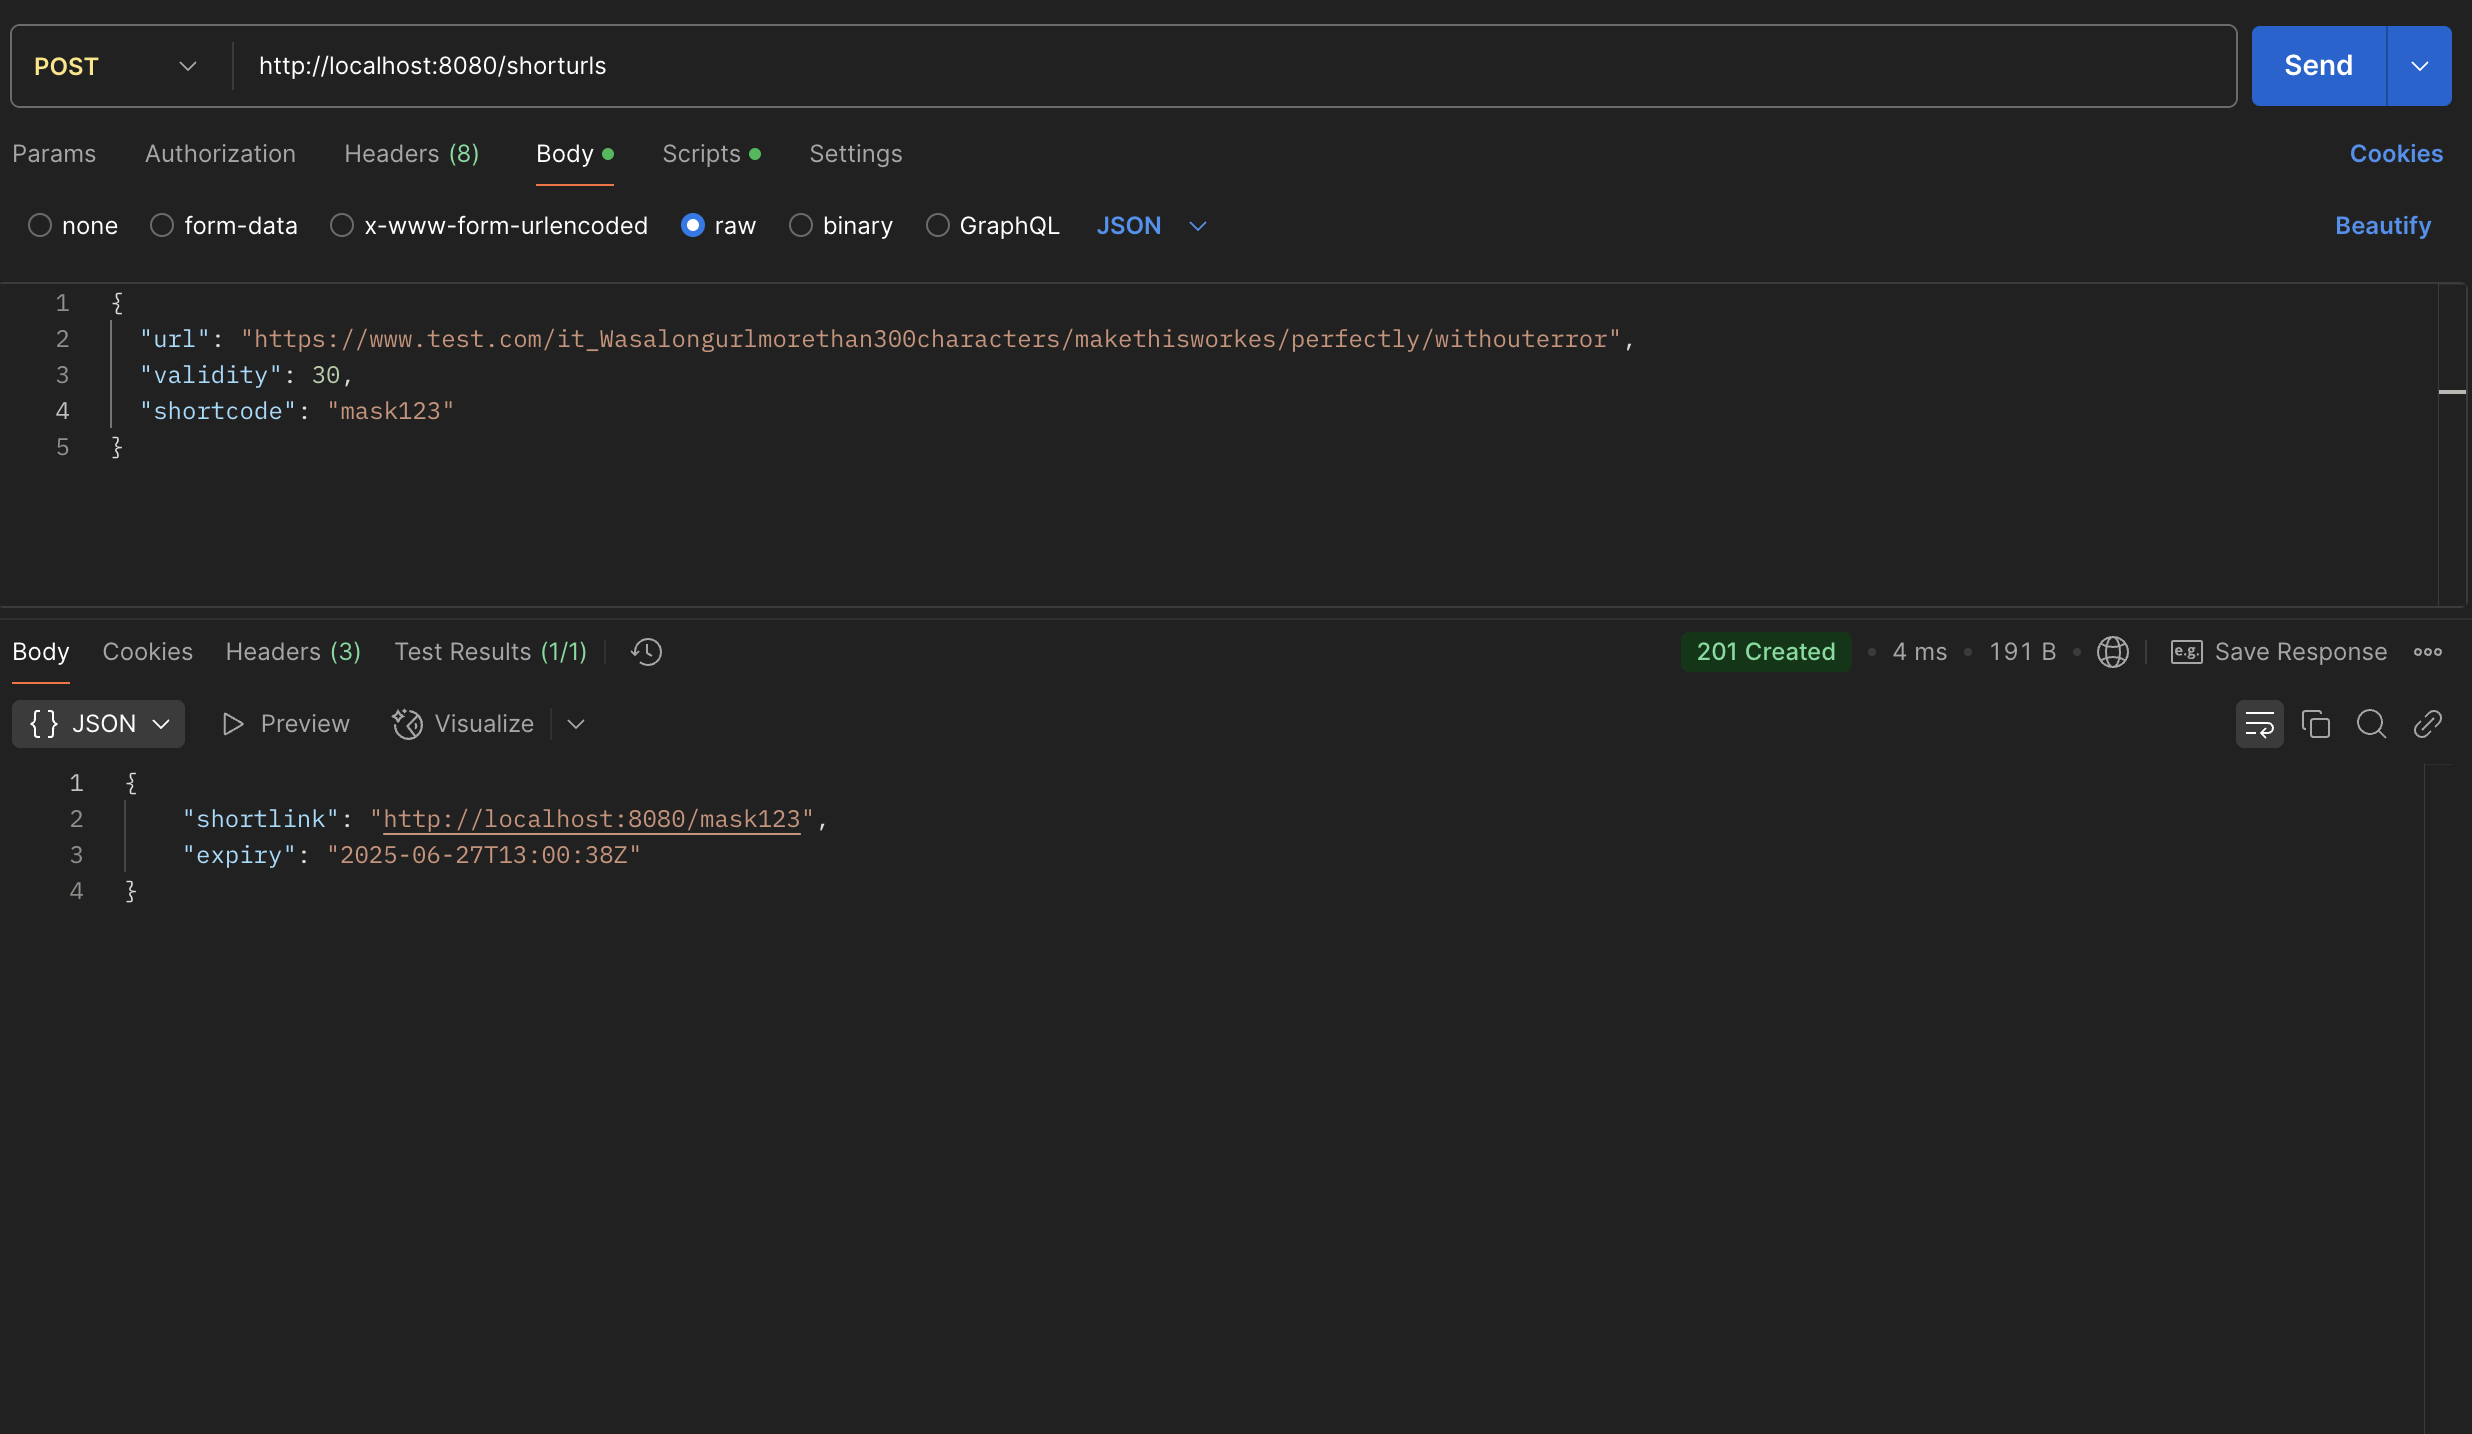 POST http://localhost:8080/shorturls Send
Params Authorization Headers (8) Body Scripts Settings Cookies
none form-data x-www-form-urlencoded raw binary GraphQL JSON Beautify
1 {
2 "url": "https://www.test.com/it_Wasalongurlmorethan300characters/makethisworkes/perfectly/withouterror",
3 "validity": 30,
4 "shortcode": "mask123"
5 }
Body Cookies Headers (3) Test Results (1/1) 201 Created • 4 ms • 191 B • e.g. Save Response
{} JSON Preview Visualize
1 {
2 "shortlink": "http://localhost:8080/mask123",
3 "expiry": "2025-06-27T13:00:38Z"
4 }